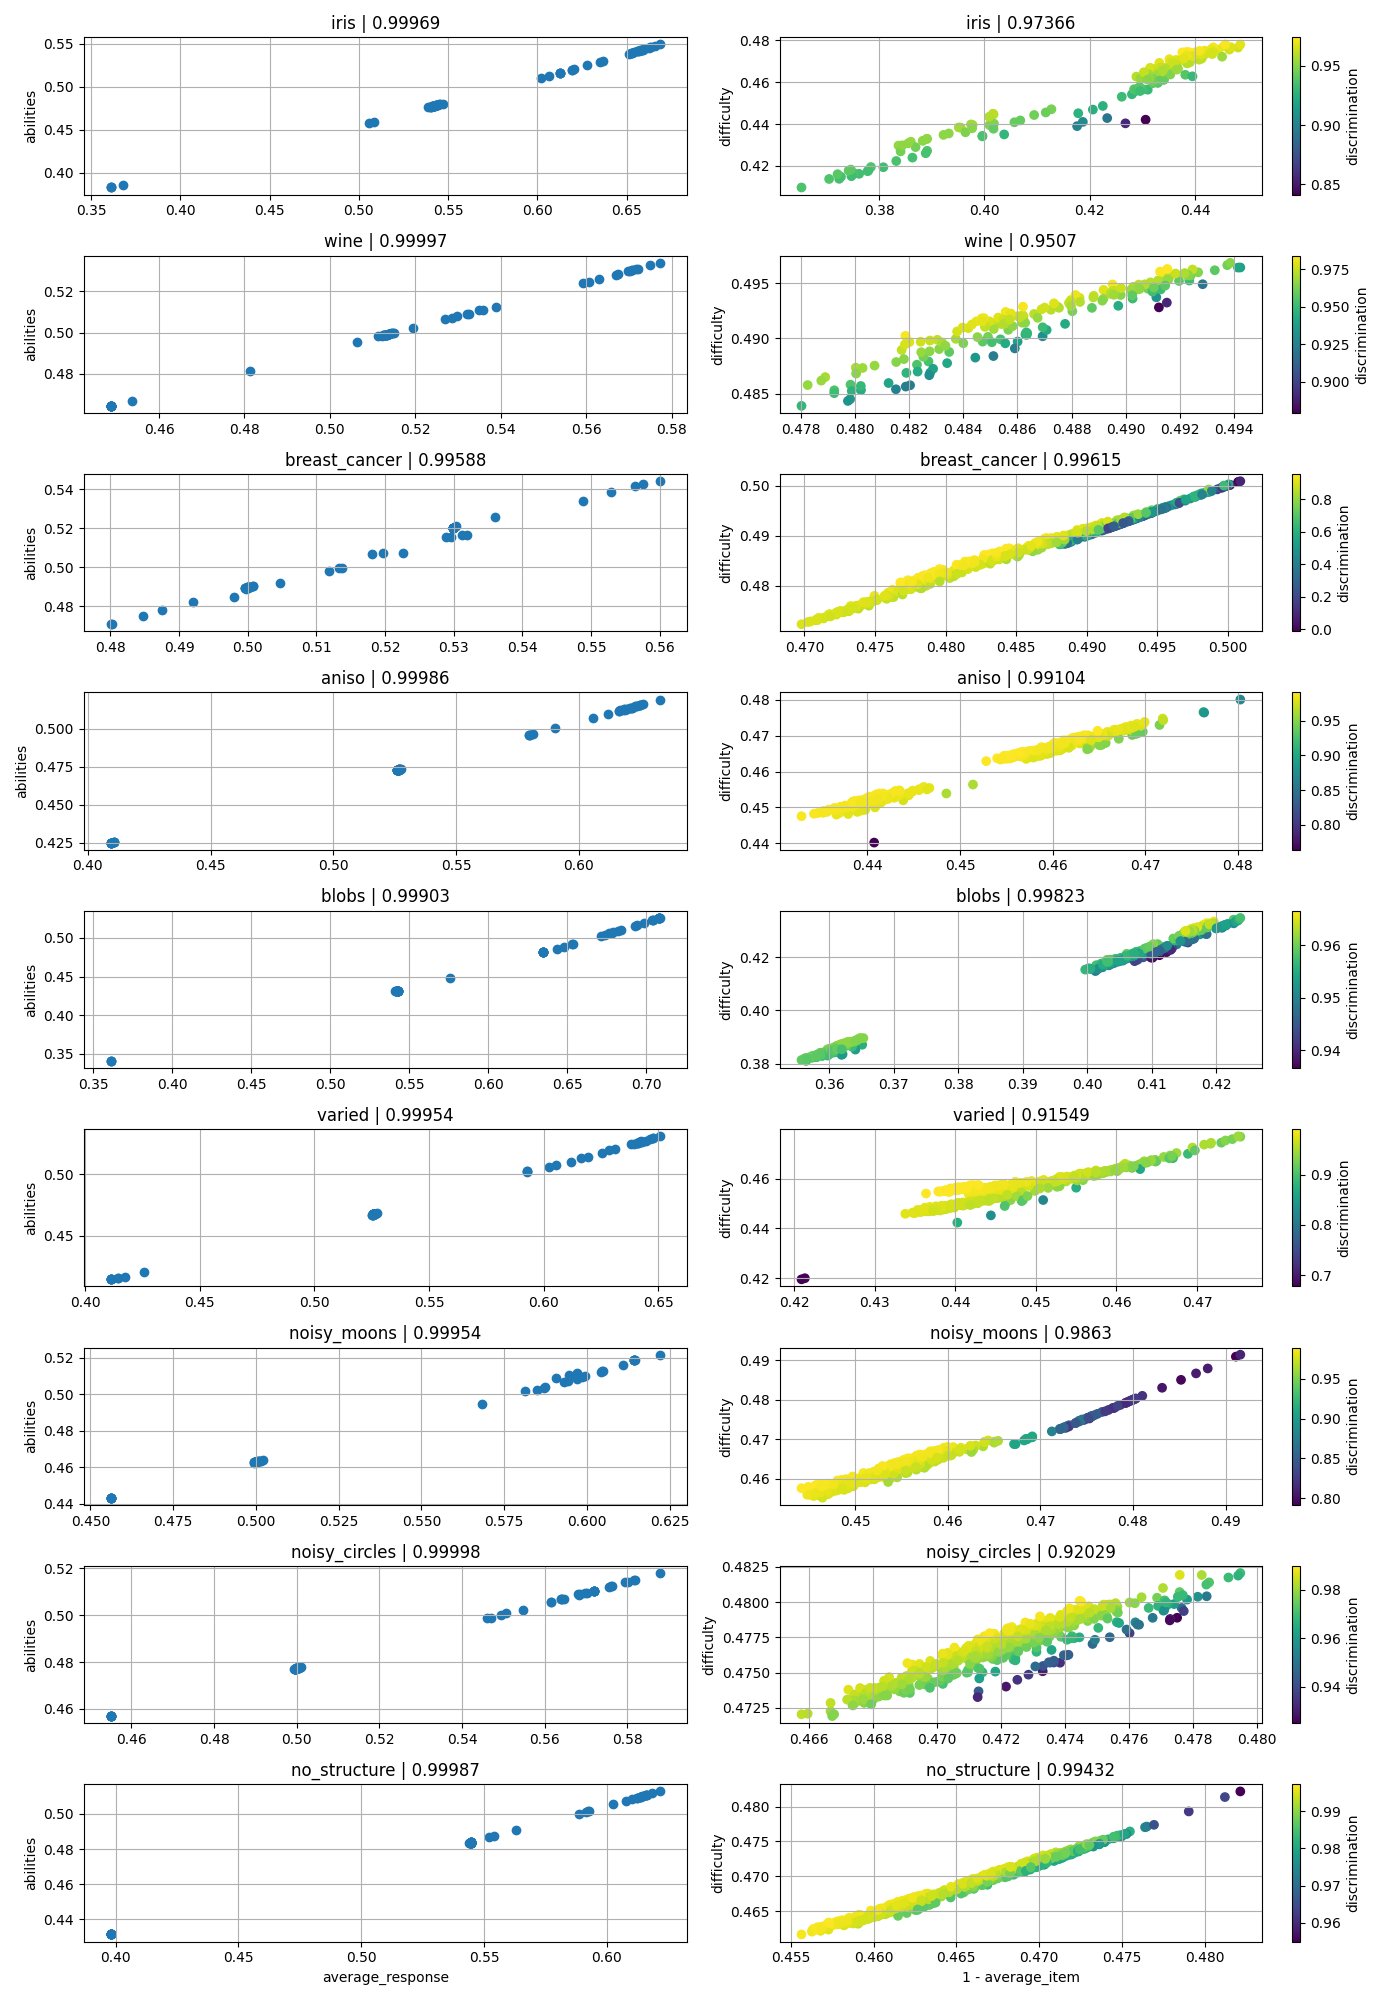 iris | 0.99969
abilities
0.55
0.50
0.45
0.40
0.35 0.40 0.45 0.50 0.55 0.60 0.65
iris | 0.97366
difficulty
0.48
0.46
0.44
0.42
0.38 0.40 0.42 0.44
0.95
0.90
0.85
discrimination
wine | 0.99997
abilities
0.52
0.50
0.48
0.46 0.48 0.50 0.52 0.54 0.56 0.58
wine | 0.9507
difficulty
0.495
0.490
0.485
0.478 0.480 0.482 0.484 0.486 0.488 0.490 0.492 0.494
0.975
0.950
0.925
0.900
discrimination
breast_cancer | 0.99588
abilities
0.54
0.52
0.50
0.48
0.48 0.49 0.50 0.51 0.52 0.53 0.54 0.55 0.56
breast_cancer | 0.99615
difficulty
0.50
0.49
0.48
0.470 0.475 0.480 0.485 0.490 0.495 0.500
0.8
0.6
0.4
0.2
0.0
discrimination
aniso | 0.99986
abilities
0.500
0.475
0.450
0.425
0.40 0.45 0.50 0.55 0.60
aniso | 0.99104
difficulty
0.48
0.47
0.46
0.45
0.44
0.44 0.45 0.46 0.47 0.48
0.95
0.90
0.85
0.80
discrimination
blobs | 0.99903
abilities
0.50
0.45
0.40
0.35
0.35 0.40 0.45 0.50 0.55 0.60 0.65 0.70
blobs | 0.99823
difficulty
0.42
0.40
0.38
0.36 0.37 0.38 0.39 0.40 0.41 0.42
0.96
0.95
0.94
discrimination
varied | 0.99954
abilities
0.50
0.45
0.40 0.45 0.50 0.55 0.60 0.65
varied | 0.91549
difficulty
0.46
0.44
0.42
0.42 0.43 0.44 0.45 0.46 0.47
0.9
0.8
0.7
discrimination
noisy_moons | 0.99954
abilities
0.52
0.50
0.48
0.46
0.44
0.450 0.475 0.500 0.525 0.550 0.575 0.600 0.625
noisy_moons | 0.9863
difficulty
0.49
0.48
0.47
0.46
0.45 0.46 0.47 0.48 0.49
0.95
0.90
0.85
0.80
discrimination
noisy_circles | 0.99998
abilities
0.52
0.50
0.48
0.46
0.46 0.48 0.50 0.52 0.54 0.56 0.58
noisy_circles | 0.92029
difficulty
0.4825
0.4800
0.4775
0.4750
0.4725
0.466 0.468 0.470 0.472 0.474 0.476 0.478 0.480
0.98
0.96
0.94
discrimination
no_structure | 0.99987
abilities
0.50
0.48
0.46
0.44
0.40 0.45 0.50 0.55 0.60
average_response
no_structure | 0.99432
difficulty
0.480
0.475
0.470
0.465
0.455 0.460 0.465 0.470 0.475 0.480
1 - average_item
0.99
0.98
0.97
0.96
discrimination